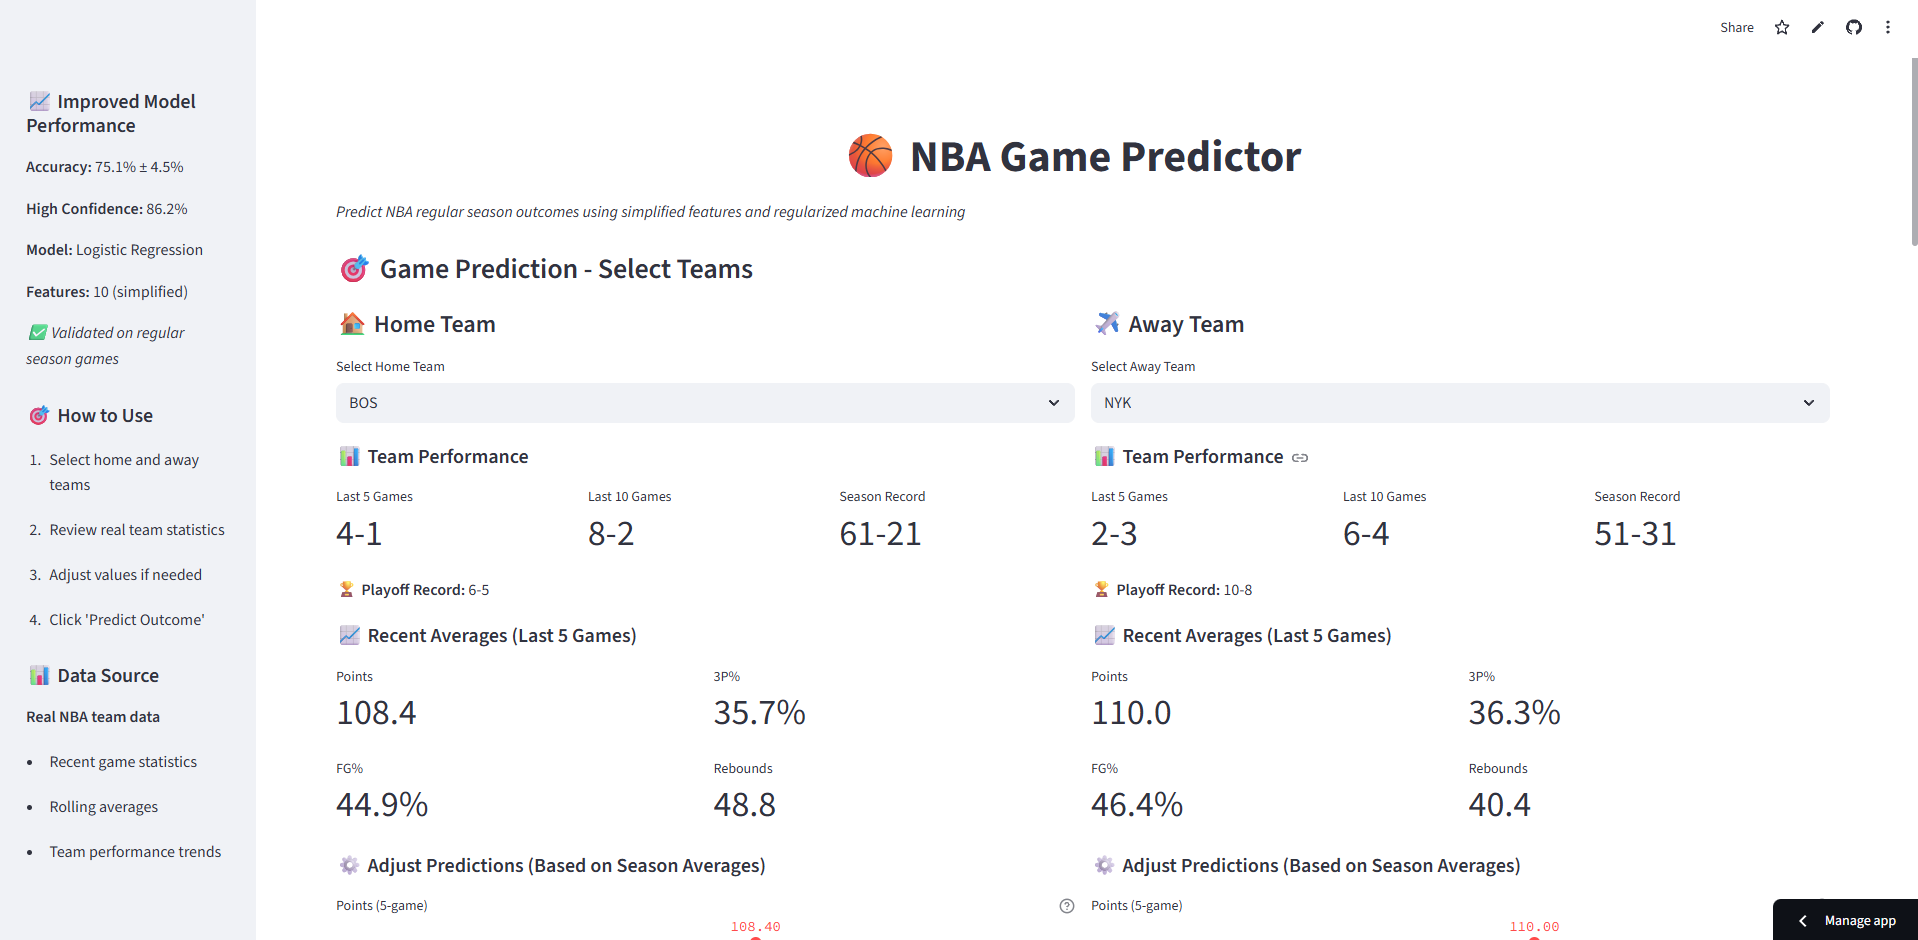 Share
📈 Improved Model
Performance
Accuracy: 75.1% ± 4.5%
High Confidence: 86.2%
Model: Logistic Regression
Features: 10 (simplified)
✅ Validated on regular
season games
🎯 How to Use
1. Select home and away
teams
2. Review real team statistics
3. Adjust values if needed
4. Click 'Predict Outcome'
📊 Data Source
Real NBA team data
• Recent game statistics
• Rolling averages
• Team performance trends
🏀 NBA Game Predictor
Predict NBA regular season outcomes using simplified features and regularized machine learning
🎯 Game Prediction - Select Teams
🏠 Home Team
Select Home Team
BOS
📊 Team Performance
Last 5 Games Last 10 Games Season Record
4-1 8-2 61-21
🏆 Playoff Record: 6-5
📈 Recent Averages (Last 5 Games)
Points 3P%
108.4 35.7%
FG% Rebounds
44.9% 48.8
⚙️ Adjust Predictions (Based on Season Averages)
Points (5-game)
108.40
✈️ Away Team
Select Away Team
NYK
📊 Team Performance
Last 5 Games Last 10 Games Season Record
2-3 6-4 51-31
🏆 Playoff Record: 10-8
📈 Recent Averages (Last 5 Games)
Points 3P%
110.0 36.3%
FG% Rebounds
46.4% 40.4
⚙️ Adjust Predictions (Based on Season Averages)
Points (5-game)
110.00
Manage app